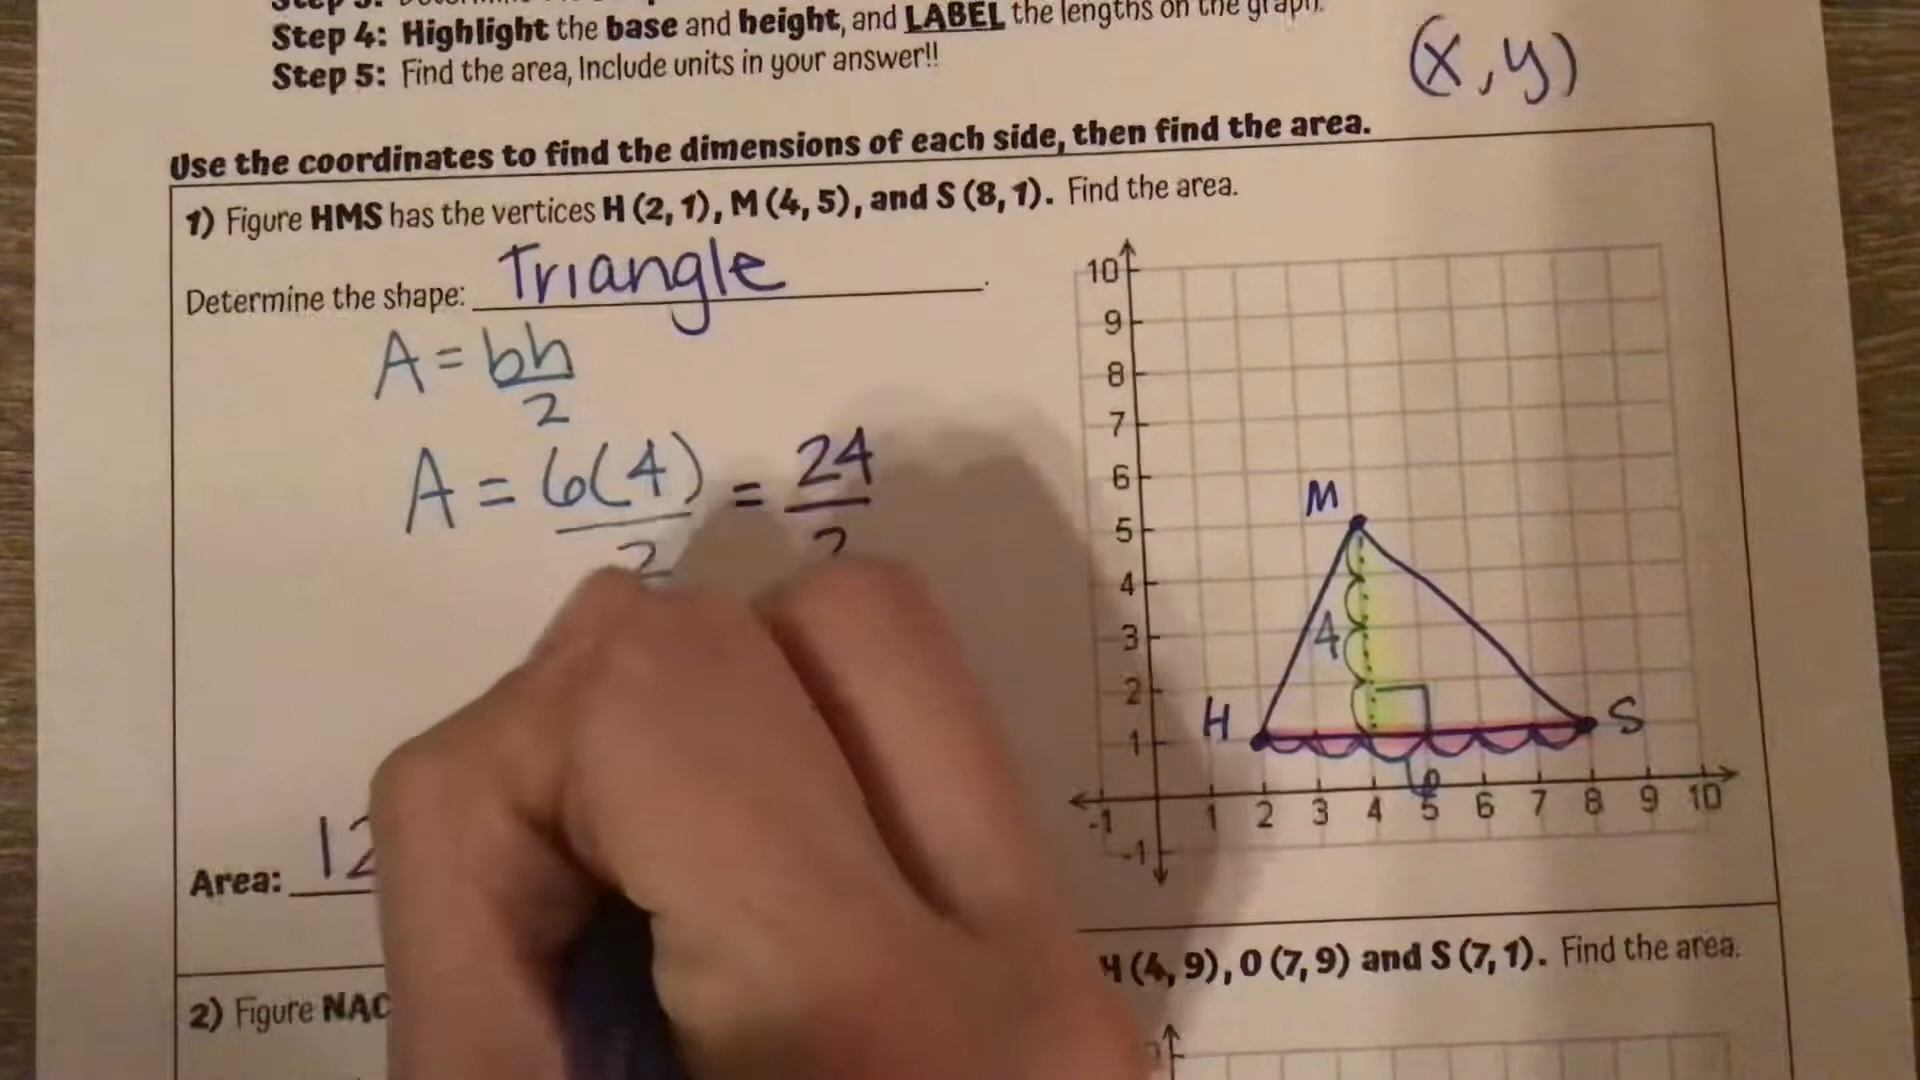 Step 4: Highlight the base and height, and LABEL the lengths on the graph.
Step 5: Find the area, Include units in your answer!!
(x, y)
Use the coordinates to find the dimensions of each side, then find the area.
1) Figure HMS has the vertices H (2, 1), M (4, 5), and S (8, 1). Find the area.
Determine the shape: Triangle.
A = bh
2
A = 6(4) = 24
2 2
Area: 12
10
9
8
7
6
5
4
3
2
1
-1
-1 1 2 3 4 5 6 7 8 9 10
M
4
H S
6
2) Figure NAC
H (4, 9), O (7, 9) and S (7, 1). Find the area.